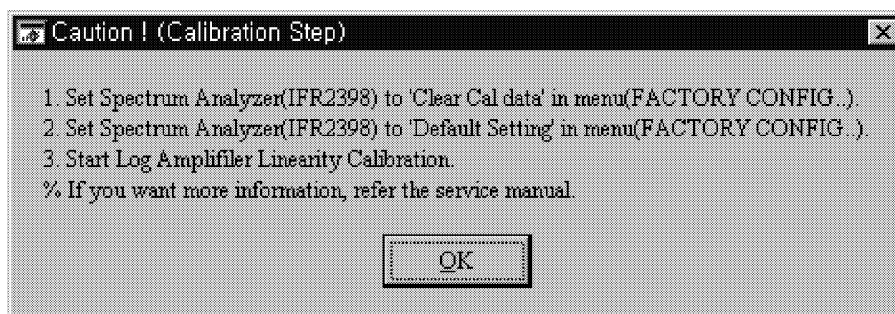 Caution ! (Calibration Step)
1. Set Spectrum Analyzer(IFR2398) to 'Clear Cal data' in menu(FACTORY CONFIG..).
2. Set Spectrum Analyzer(IFR2398) to 'Default Setting' in menu(FACTORY CONFIG..).
3. Start Log Amplifiler Linearity Calibration.
% If you want more information, refer the service manual.
OK